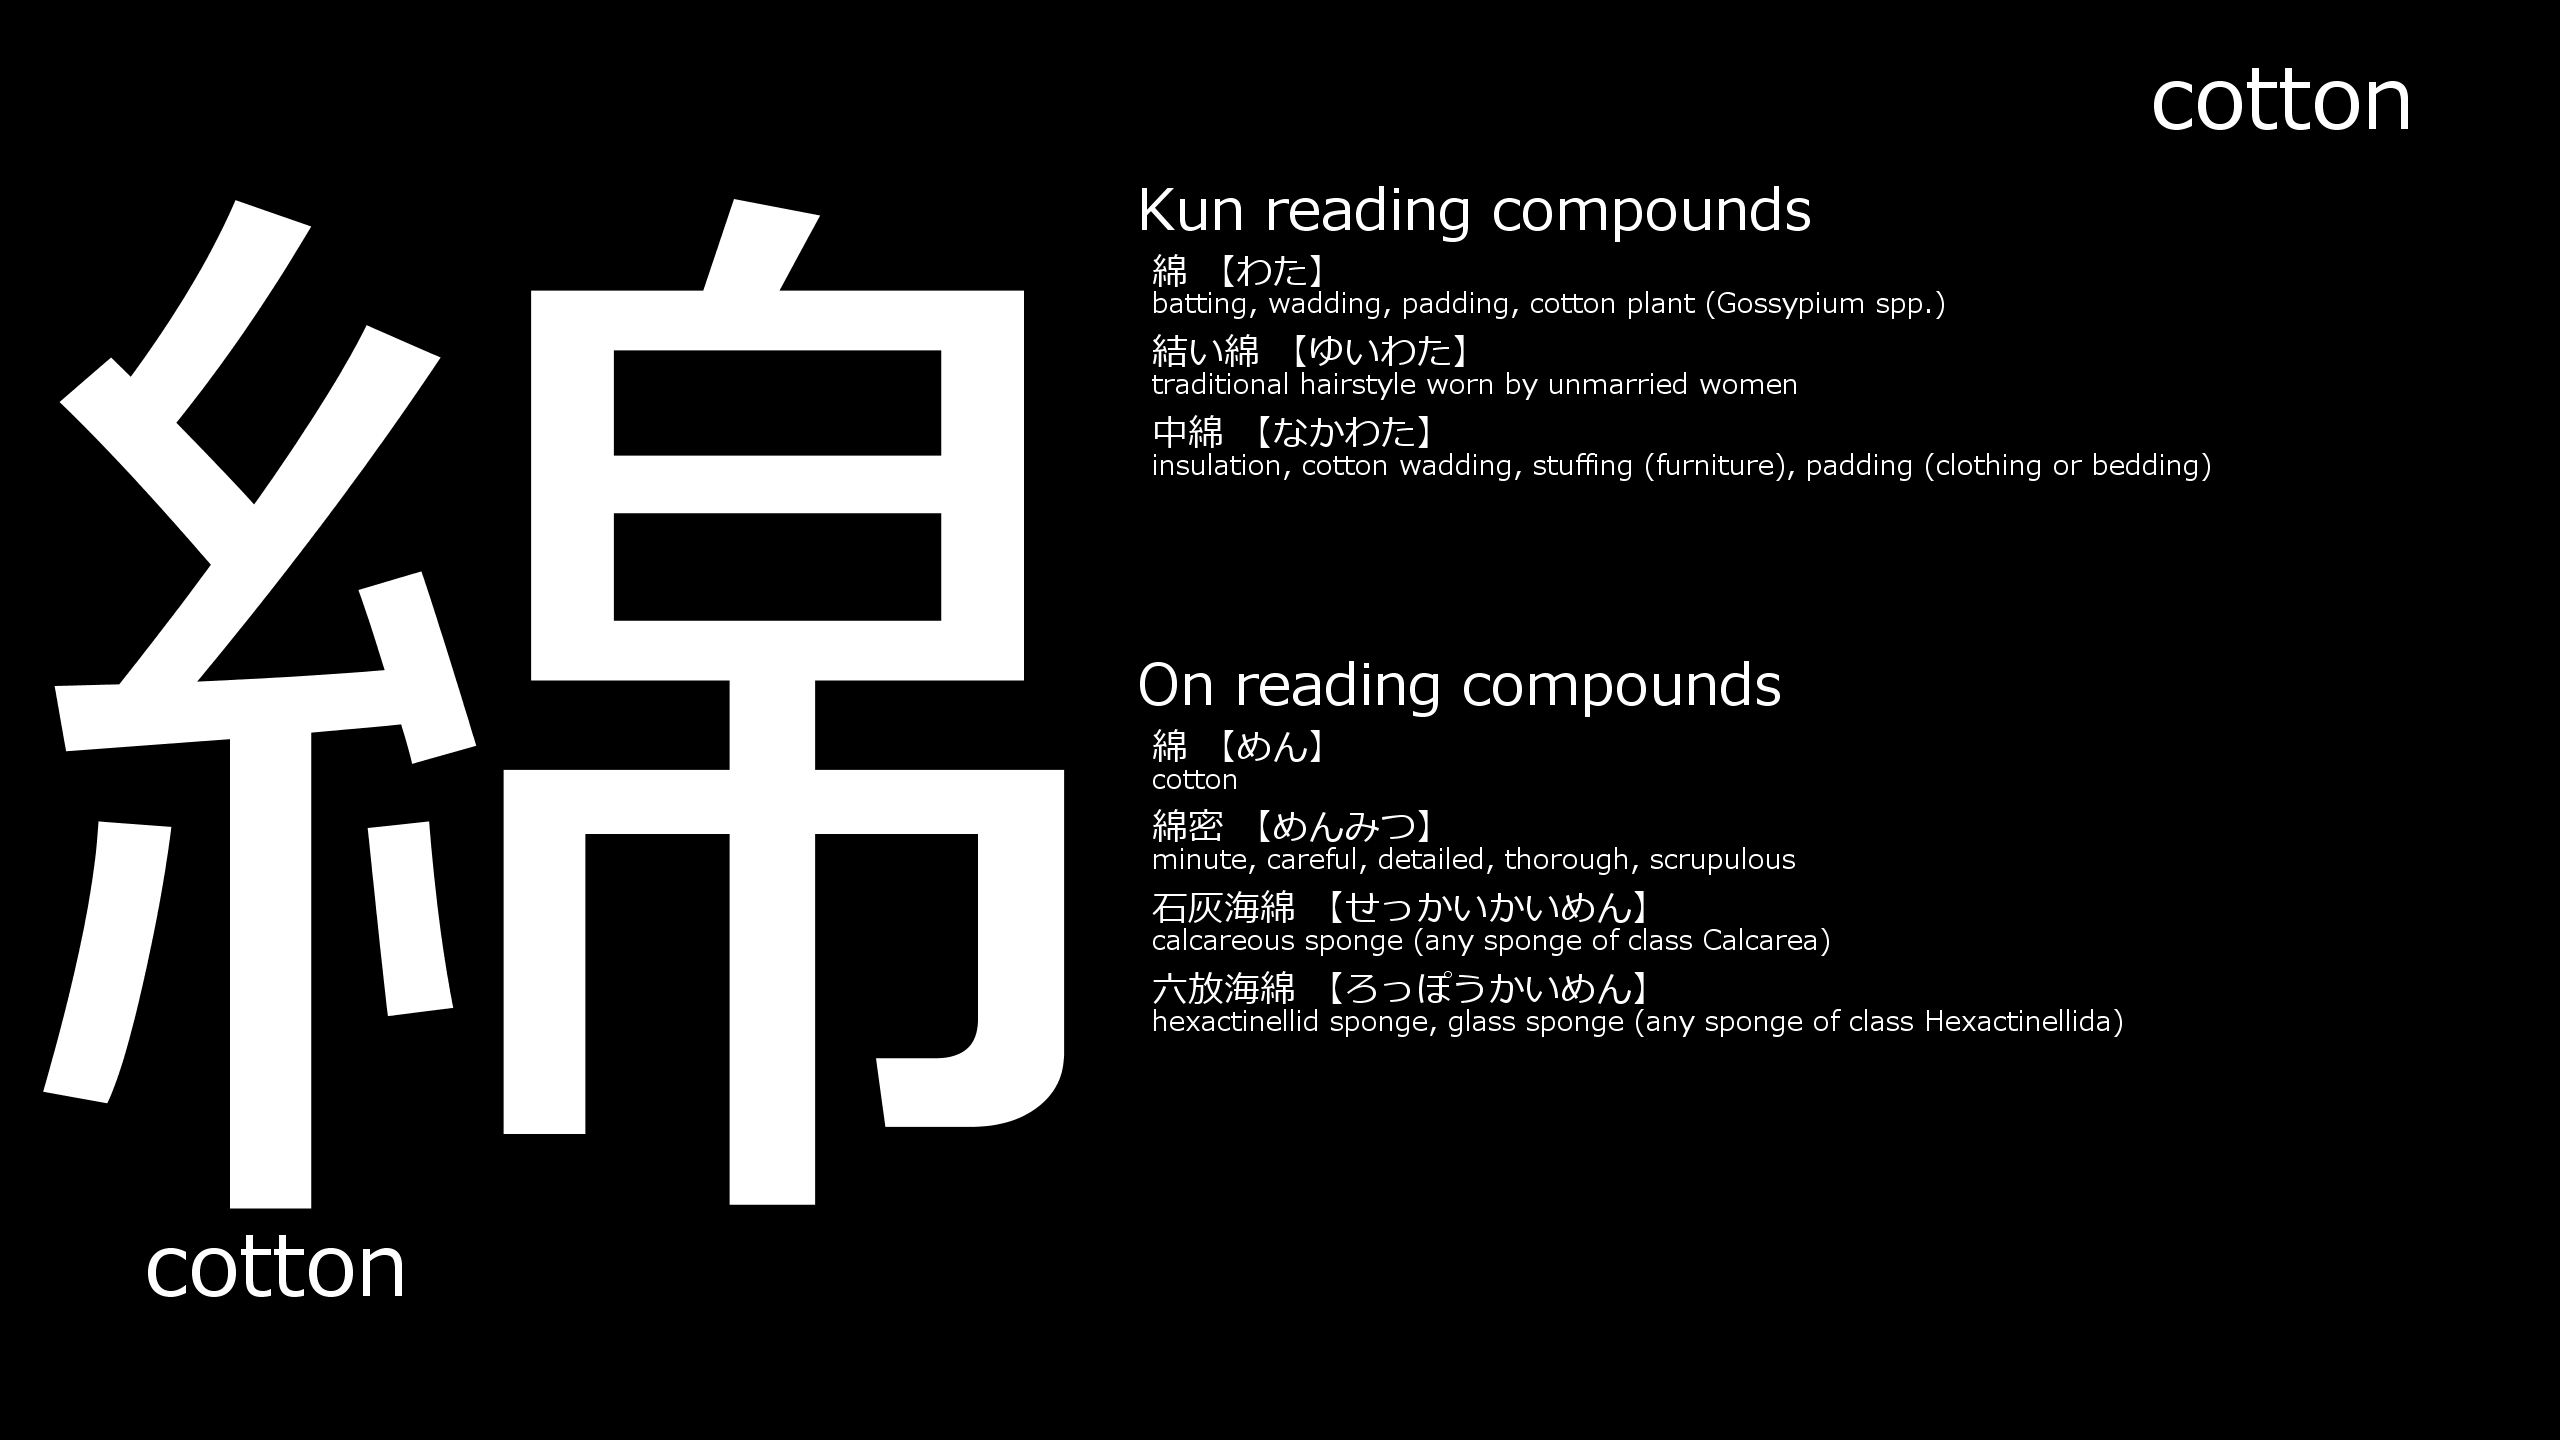 cotton
綿
cotton
Kun reading compounds
綿 【わた】
batting, wadding, padding, cotton plant (Gossypium spp.)
結い綿 【ゆいわた】
traditional hairstyle worn by unmarried women
中綿 【なかわた】
insulation, cotton wadding, stuffing (furniture), padding (clothing or bedding)
On reading compounds
綿 【めん】
cotton
綿密 【めんみつ】
minute, careful, detailed, thorough, scrupulous
石灰海綿 【せっかいかいめん】
calcareous sponge (any sponge of class Calcarea)
六放海綿 【ろっぽうかいめん】
hexactinellid sponge, glass sponge (any sponge of class Hexactinellida)